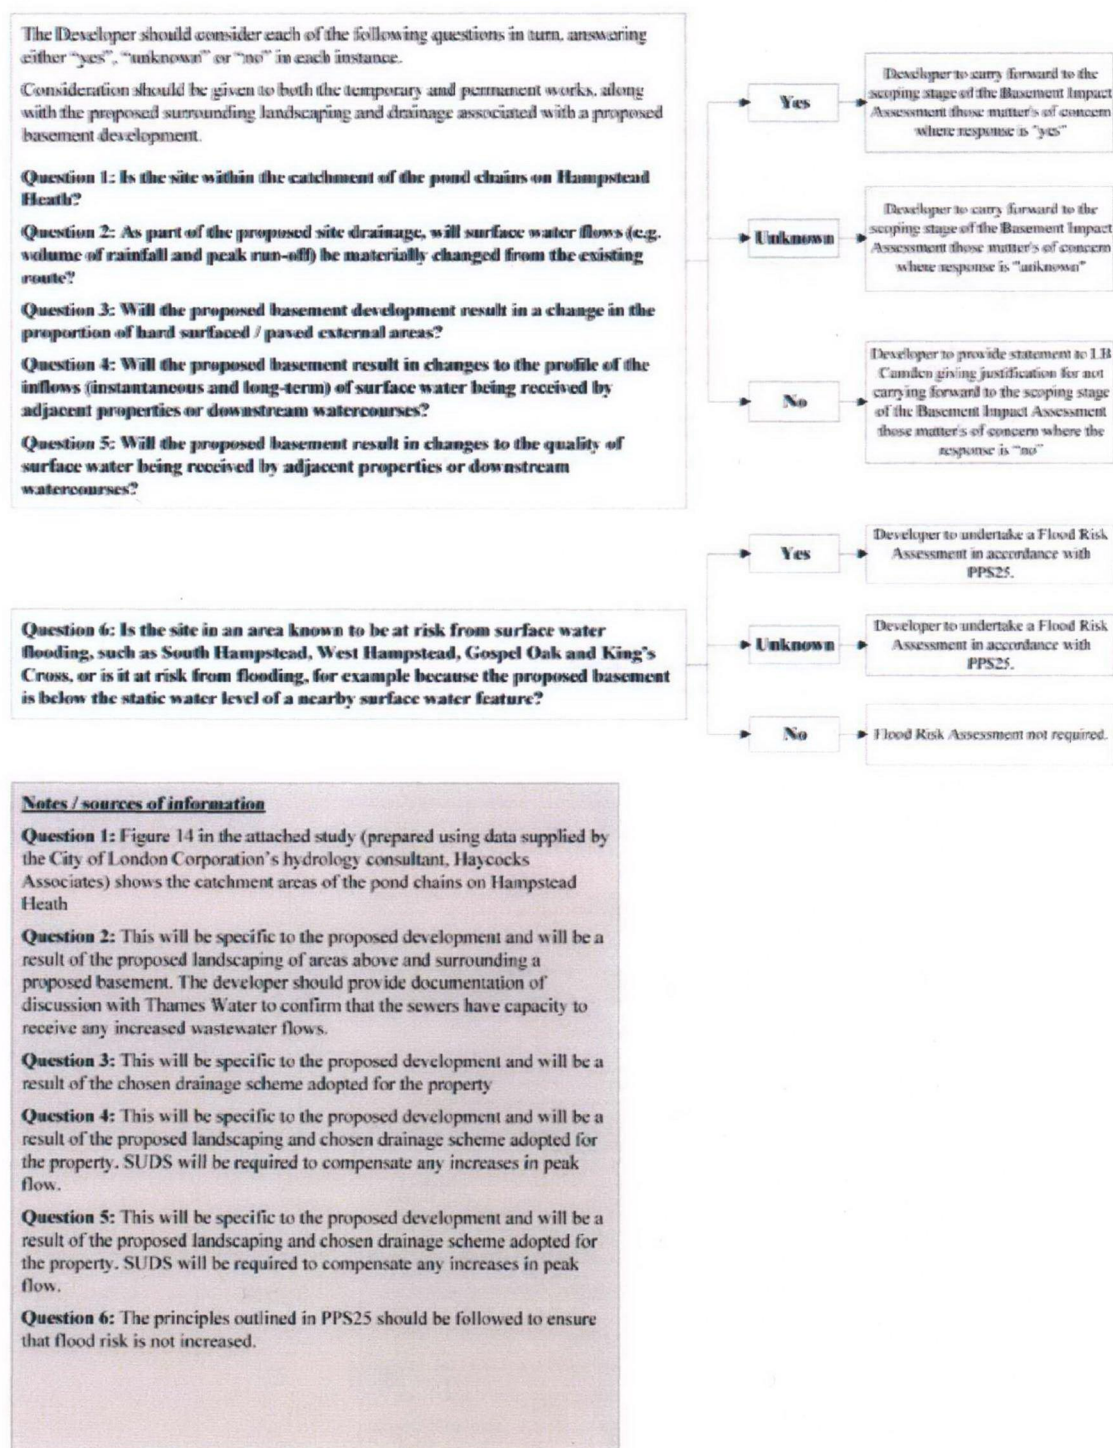 The Developer should consider each of the following questions in turn, answering
either "yes", "unknown" or "no" in each instance.
Consideration should be given to both the temporary and permanent works, along
with the proposed surrounding landscaping and drainage associated with a proposed
basement development.
Question 1: Is the site within the catchment of the pond chains on Hampstead
Heath?
Question 2: As part of the proposed site drainage, will surface water flows (e.g.
volume of rainfall and peak run-off) be materially changed from the existing
route?
Question 3: Will the proposed basement development result in a change in the
proportion of hard surfaced / paved external areas?
Question 4: Will the proposed basement result in changes to the profile of the
inflows (instantaneous and long-term) of surface water being received by
adjacent properties or downstream watercourses?
Question 5: Will the proposed basement result in changes to the quality of
surface water being received by adjacent properties or downstream
watercourses?
Yes
Developer to carry forward to the
scoping stage of the Basement Impact
Assessment those matter's of concern
where response is "yes"
Unknown
Developer to carry forward to the
scoping stage of the Basement Impact
Assessment those matter's of concern
where response is "unknown"
No
Developer to provide statement to LB
Camden giving justification for not
carrying forward to the scoping stage
of the Basement Impact Assessment
those matter's of concern where the
response is "no"
Question 6: Is the site in an area known to be at risk from surface water
flooding, such as South Hampstead, West Hampstead, Gospel Oak and King's
Cross, or is it at risk from flooding, for example because the proposed basement
is below the static water level of a nearby surface water feature?
Yes
Developer to undertake a Flood Risk
Assessment in accordance with
PPS25.
Unknown
Developer to undertake a Flood Risk
Assessment in accordance with
PPS25.
No
Flood Risk Assessment not required.
Notes / sources of information
Question 1: Figure 14 in the attached study (prepared using data supplied by
the City of London Corporation's hydrology consultant, Haycocks
Associates) shows the catchment areas of the pond chains on Hampstead
Heath
Question 2: This will be specific to the proposed development and will be a
result of the proposed landscaping of areas above and surrounding a
proposed basement. The developer should provide documentation of
discussion with Thames Water to confirm that the sewers have capacity to
receive any increased wastewater flows.
Question 3: This will be specific to the proposed development and will be a
result of the chosen drainage scheme adopted for the property
Question 4: This will be specific to the proposed development and will be a
result of the proposed landscaping and chosen drainage scheme adopted for
the property. SUDS will be required to compensate any increases in peak
flow.
Question 5: This will be specific to the proposed development and will be a
result of the proposed landscaping and chosen drainage scheme adopted for
the property. SUDS will be required to compensate any increases in peak
flow.
Question 6: The principles outlined in PPS25 should be followed to ensure
that flood risk is not increased.